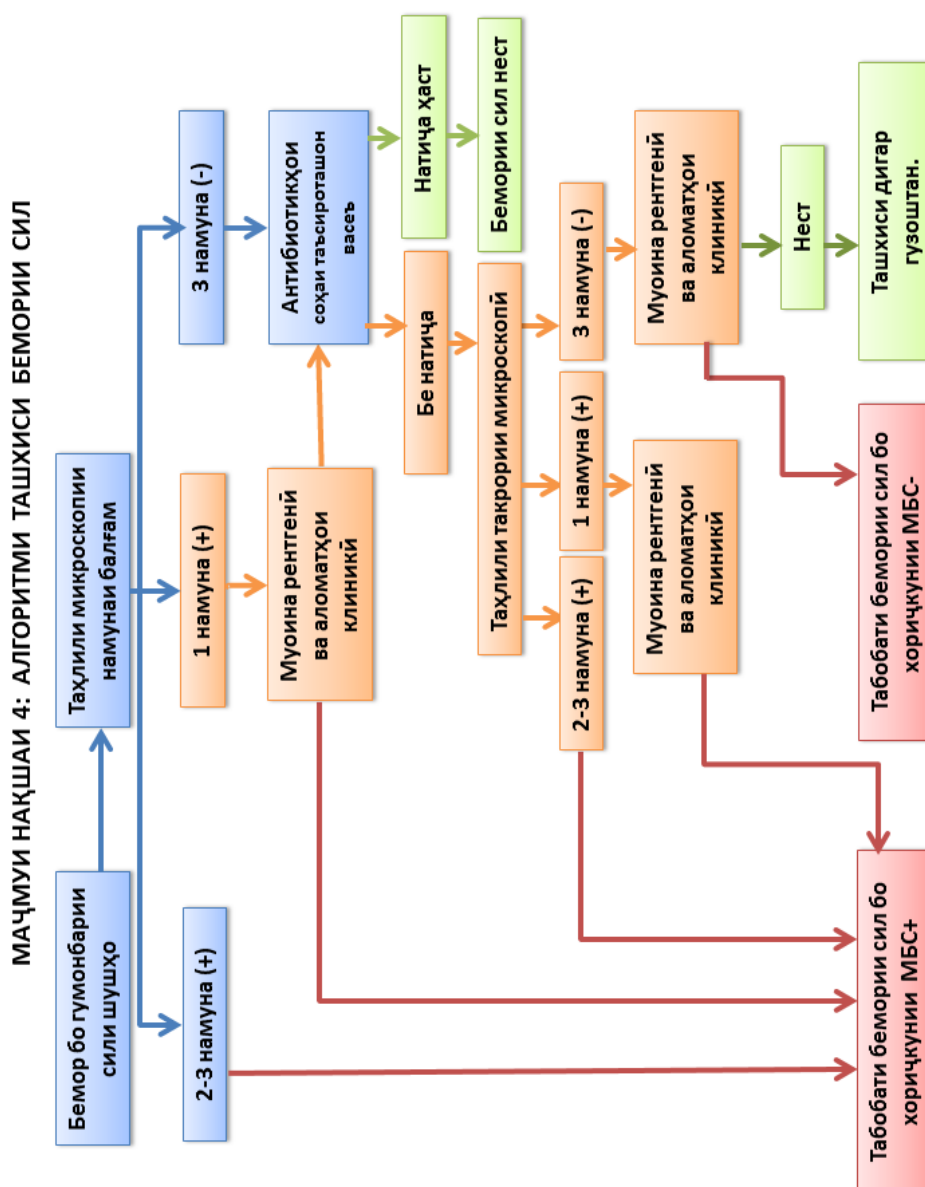 МАҶМУИ НАҚШАИ 4: АЛГОРИТМИ ТАШХИСИ БЕМОРИИ СИЛ
Бемор бо гумонбарии
сили шушҳо
Таҳлили микроскопии
намунаи балғам
2-3 намуна (+)
1 намуна (+)
3 намуна (-)
Муоина рентгенӣ
ва аломатҳои
клиникӣ
Антибиотикҳои
соҳаи таъсироташон
васеъ
Бе натиҷа
Натиҷа ҳаст
Таҳлили такрории микроскопӣ
Бемории сил нест
2-3 намуна (+)
1 намуна (+)
3 намуна (-)
Муоина рентгенӣ
ва аломатҳои
клиникӣ
Муоина рентгенӣ
ва аломатҳои
клиникӣ
Нест
Табобати бемории сил бо
хориҷкунии МБС+
Табобати бемории сил бо
хориҷкунии МБС-
Ташхиси дигар
гузоштан.